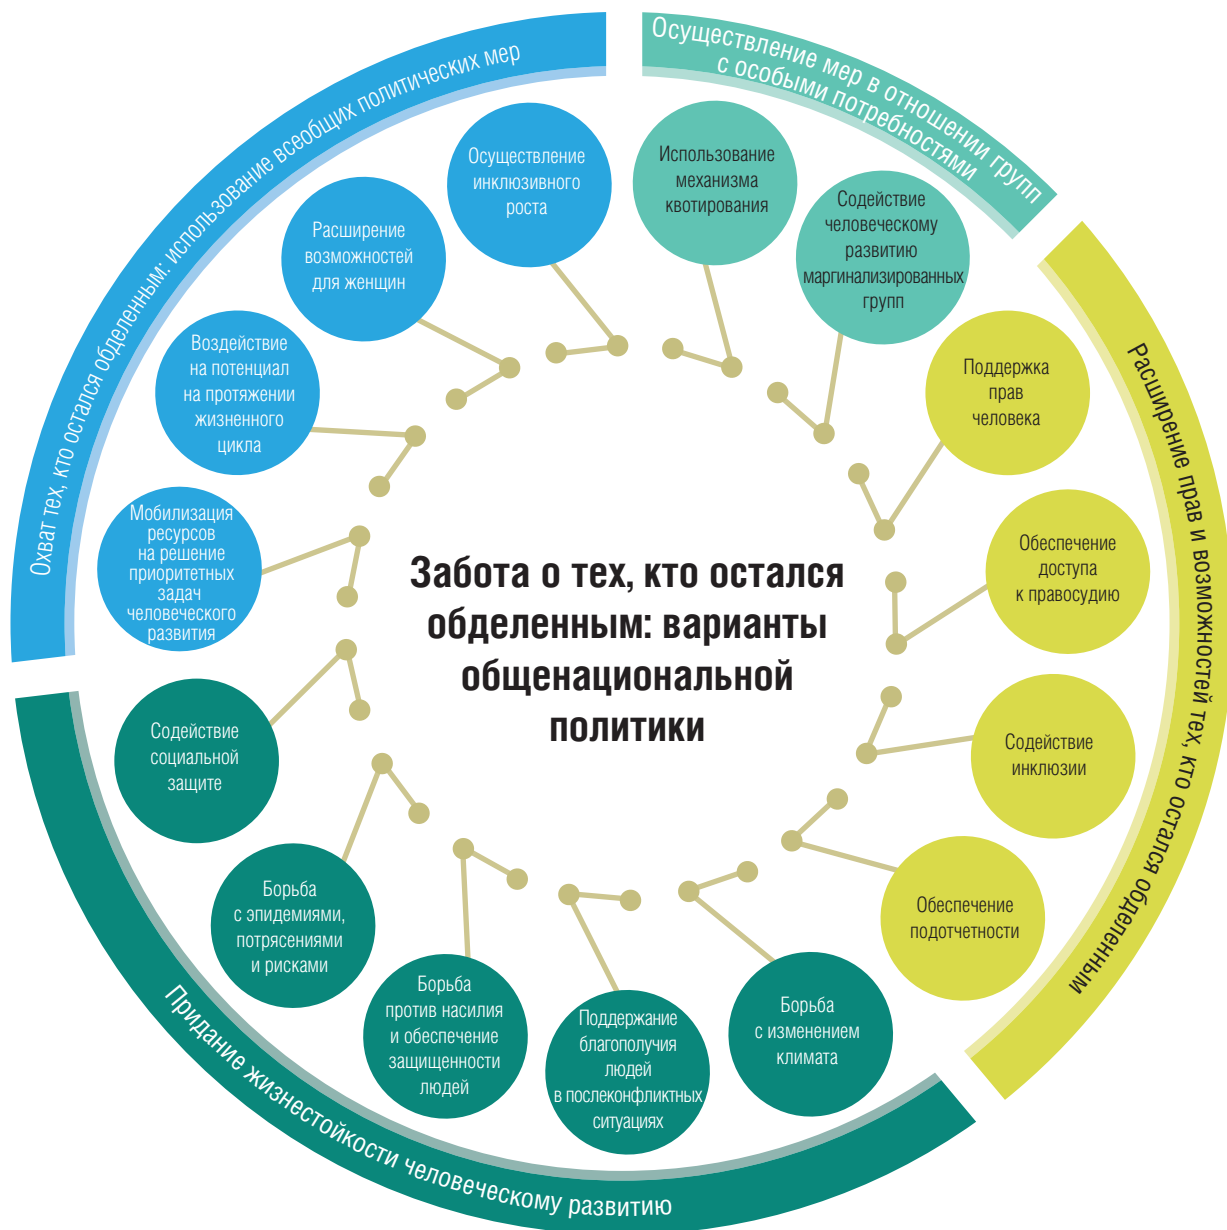 Забота о тех, кто остался
обделенным: варианты
общенациональной
политики
Охват тех, кто остался обделенным: использование всеобщих политических мер
Осуществление
инклюзивного
роста
Расширение
возможностей
для женщин
Воздействие
на потенциал
на протяжении
жизненного
цикла
Мобилизация
ресурсов
на решение
приоритетных
задач
человеческого
развития
Осуществление мер в отношении групп
с особыми потребностями
Использование
механизма
квотирования
Содействие
человеческому
развитию
маргинализированных
групп
Расширение прав и возможностей тех, кто остался обделенным
Поддержка
прав
человека
Обеспечение
доступа
к правосудию
Содействие
инклюзии
Обеспечение
подотчетности
Придание жизнестойкости человеческому развитию
Содействие
социальной
защите
Борьба
с эпидемиями,
потрясениями
и рисками
Борьба
против насилия
и обеспечение
защищенности
людей
Поддержание
благополучия
людей
в послеконфликтных
ситуациях
Борьба
с изменением
климата